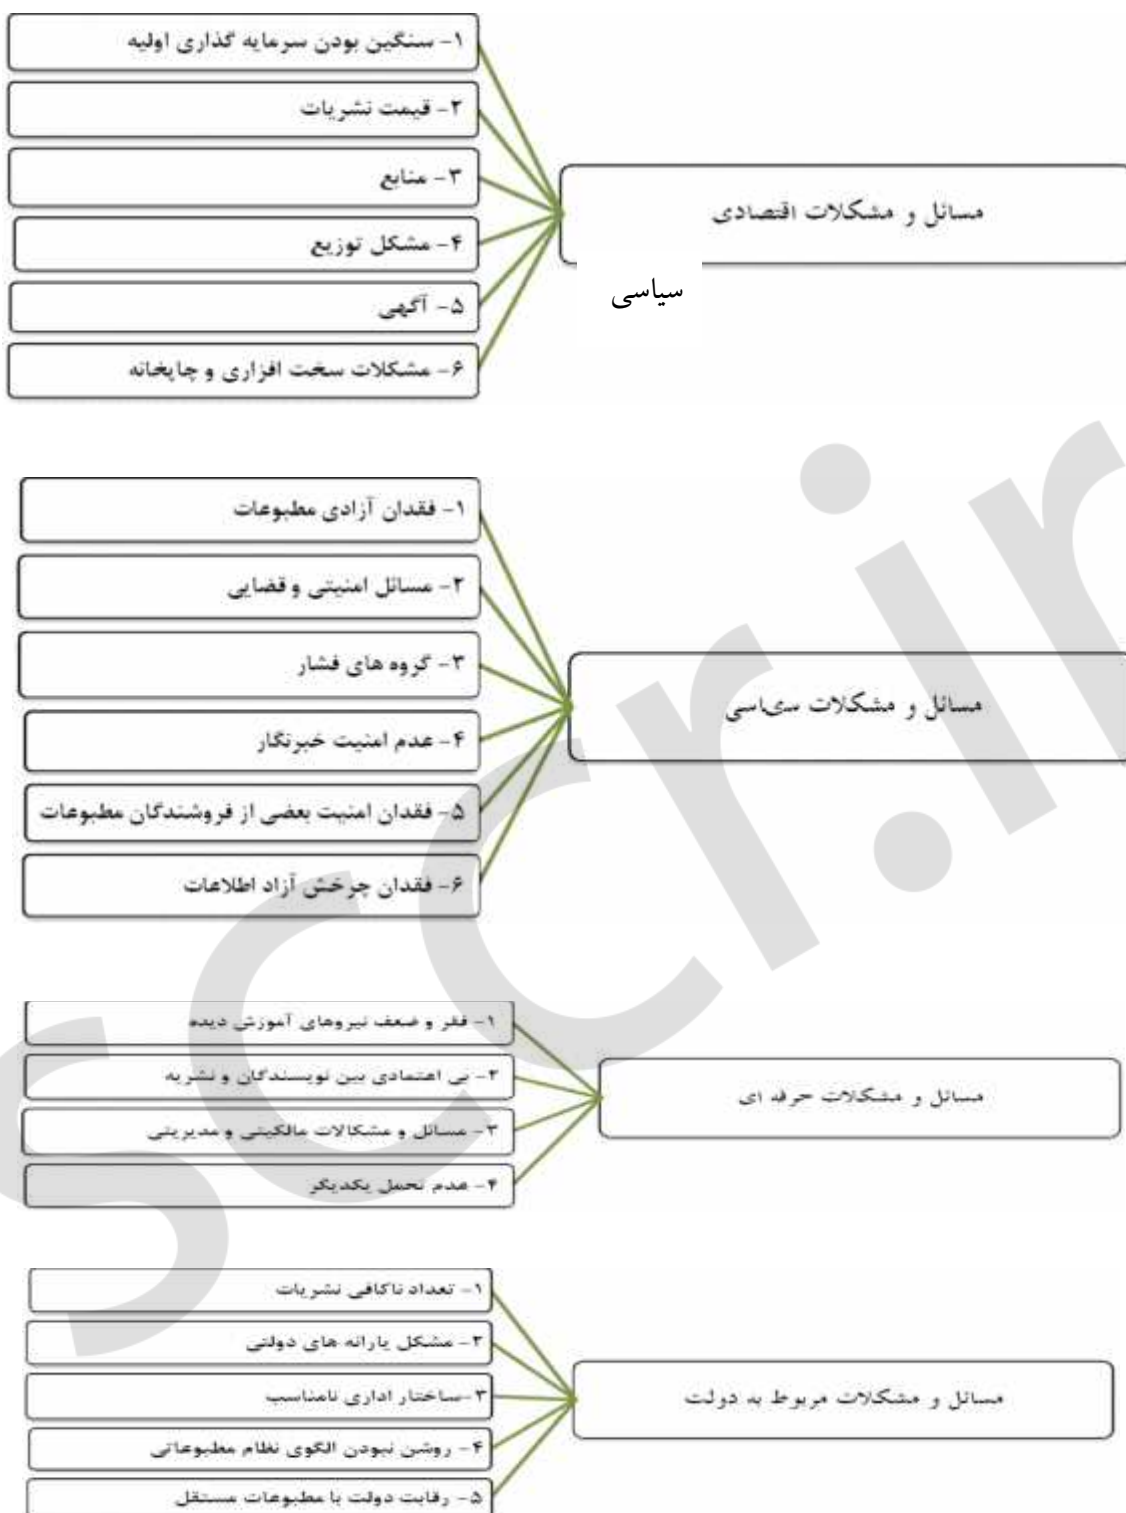 مسائل و مشکلات اقتصادی
۱- سنگین بودن سرمایه گذاری اولیه
۲- قیمت نشریات
۳- منابع
۴- مشکل توزیع
۵- آگهی
۶- مشکلات سخت افزاری و چاپخانه
سیاسی
مسائل و مشکلات سیاسی
۱- فقدان آزادی مطبوعات
۲- مسائل امنیتی و قضایی
۳- گروه های فشار
۴- عدم امنیت خبرنگار
۵- فقدان امنیت بعضی از فروشندگان مطبوعات
۶- فقدان چرخش آزاد اطلاعات
مسائل و مشکلات حرفه ای
۱- فقر و ضعف نیروهای آموزش دیده
۲- بی اعتمادی بین نویسندگان و نشریه
۳- مسائل و مشکالات مالکیتی و مدیریتی
۴- عدم تحمل یکدیگر
مسائل و مشکلات مربوط به دولت
۱- تعداد ناکافی نشریات
۲- مشکل یارانه های دولتی
۳-ساختار اداری نامناسب
۴- روشن نبودن الگوی نظام مطبوعاتی
۵- رقابت دولت با مطبوعات مستقل
sccr.ir